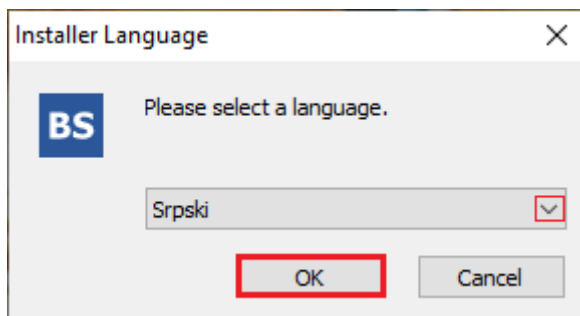 Installer Language
BS
Please select a language.
Srpski
OK
Cancel